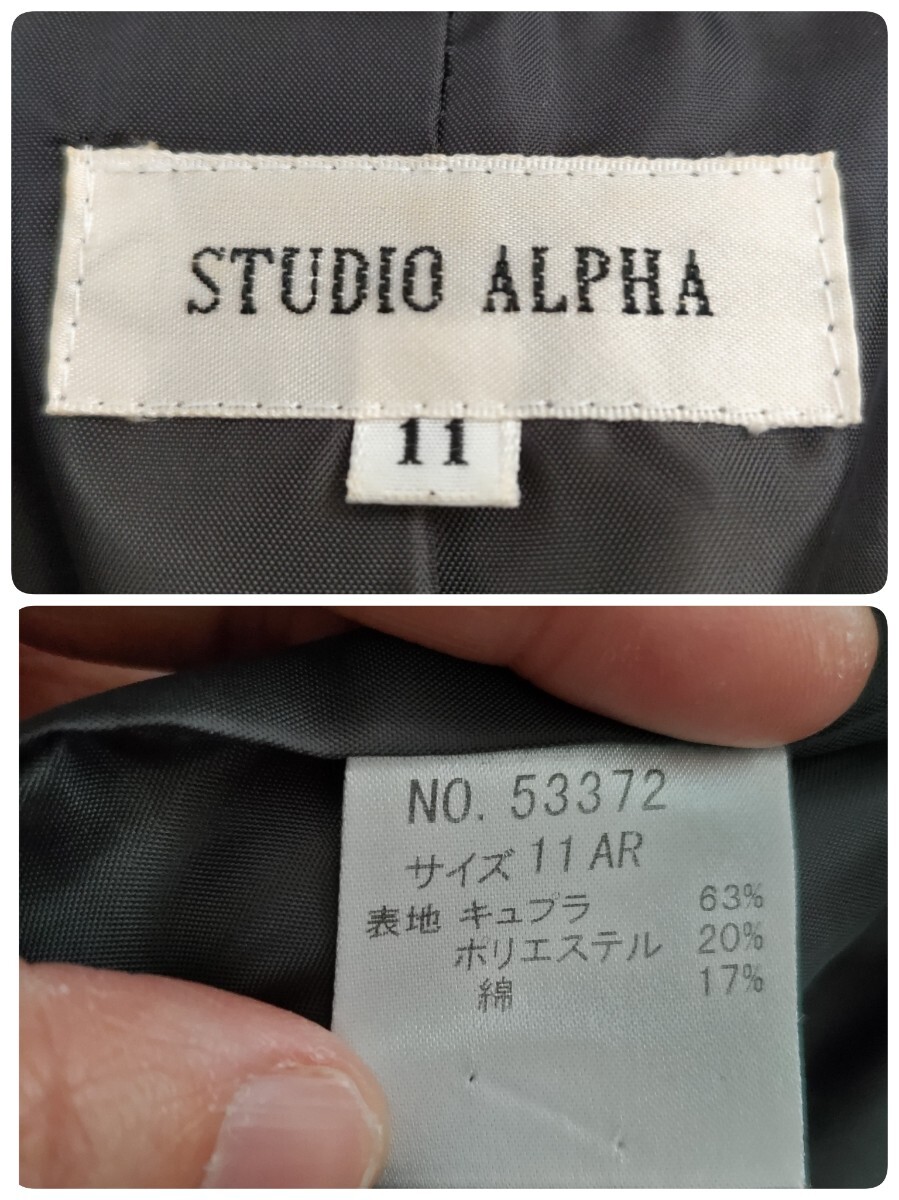 STUDIO ALPHA
11
NO. 53372
サイズ 11 AR
表地 キュプラ 63%
ポリエステル 20%
綿 17%